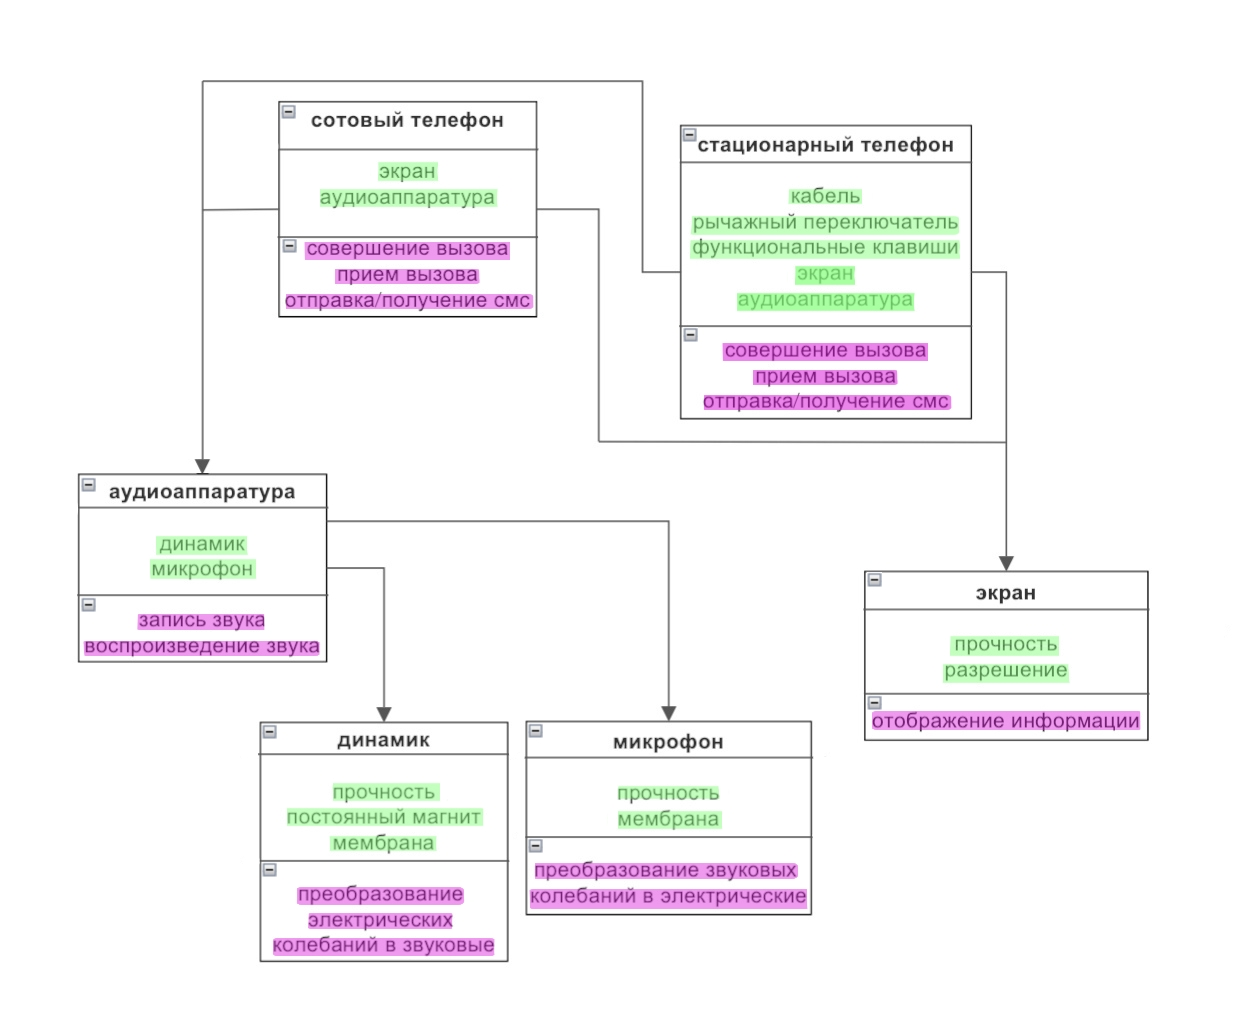 сотовый телефон
экран
аудиоаппаратура
совершение вызова
прием вызова
отправка/получение смс
стационарный телефон
кабель
рычажный переключатель
функциональные клавиши
экран
аудиоаппаратура
совершение вызова
прием вызова
отправка/получение смс
аудиоаппаратура
динамик
микрофон
запись звука
воспроизведение звука
экран
прочность
разрешение
отображение информации
динамик
прочность
постоянный магнит
мембрана
преобразование
электрических
колебаний в звуковые
микрофон
прочность
мембрана
преобразование звуковых
колебаний в электрические